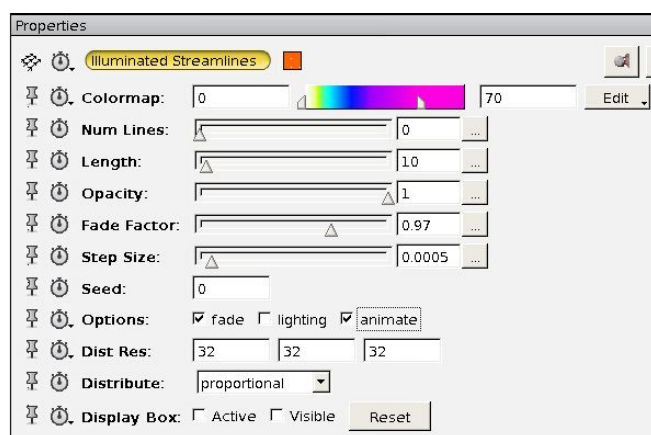 Properties
Illuminated Streamlines
Colormap: 0 70 Edit
Num Lines: 0 ...
Length: 10 ...
Opacity: 1 ...
Fade Factor: 0.97 ...
Step Size: 0.0005 ...
Seed: 0
Options: fade lighting animate
Dist Res: 32 32 32
Distribute: proportional
Display Box: Active Visible Reset